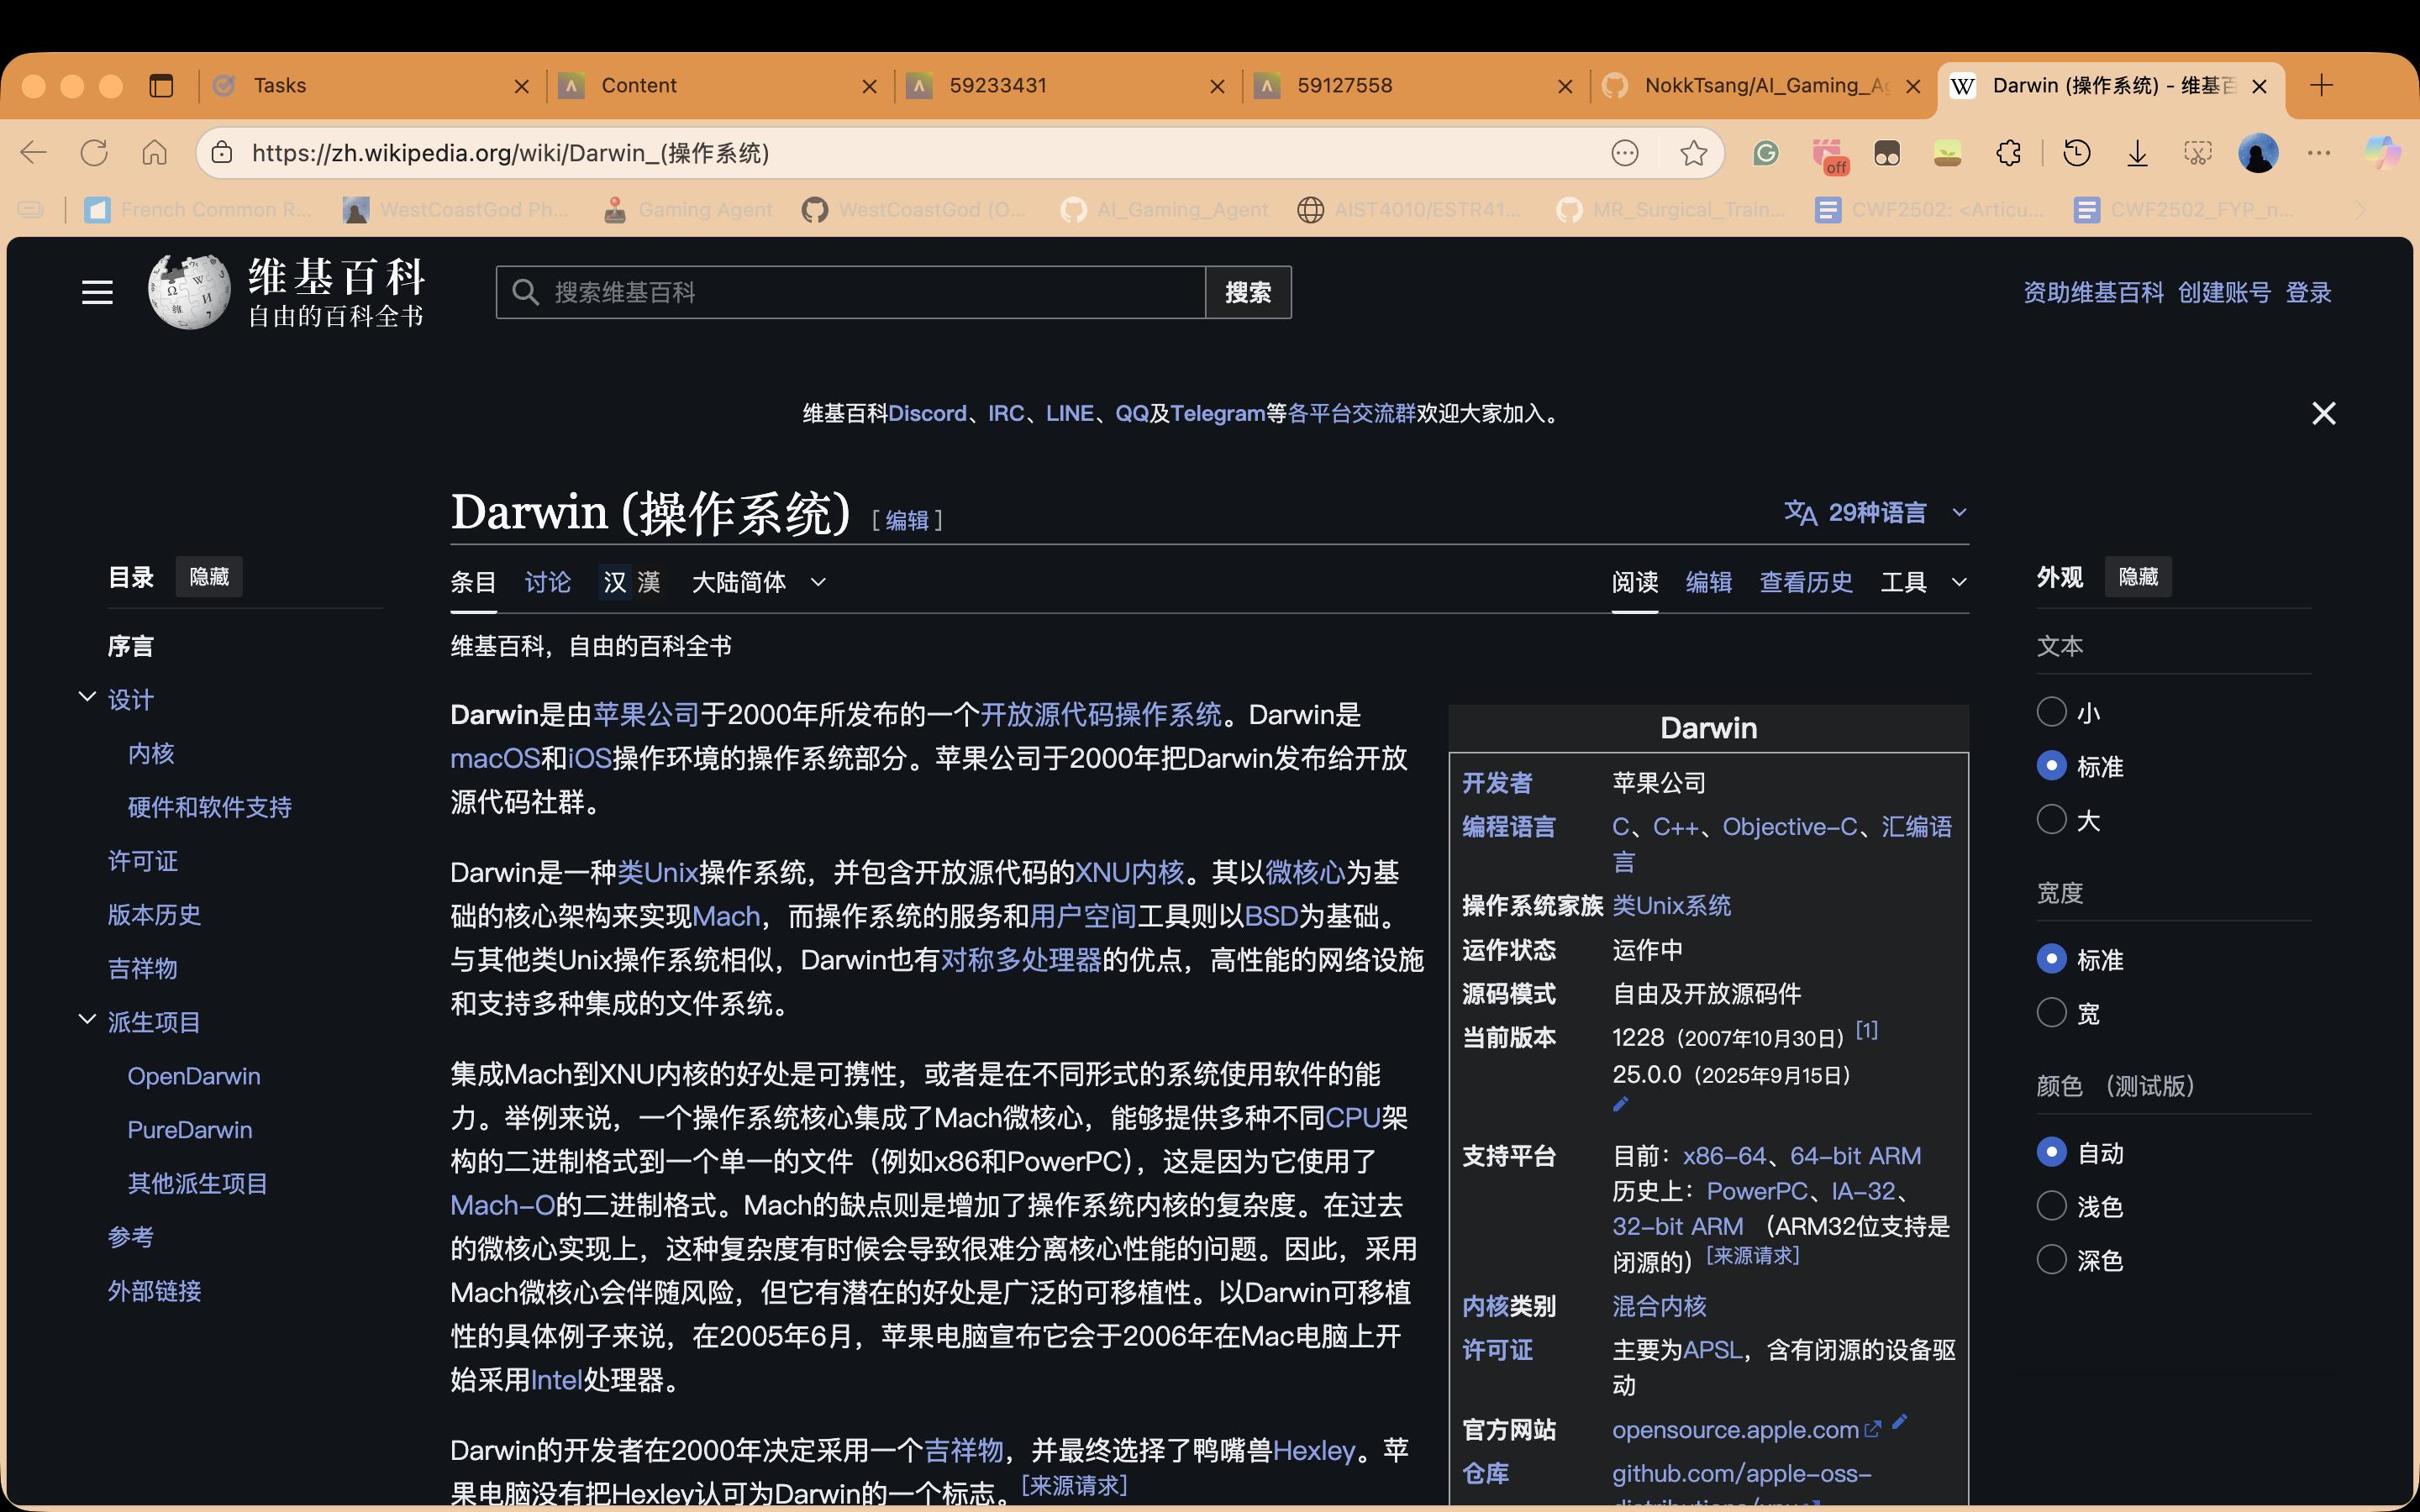 Tasks
Content
59233431
59127558
NokkTsang/AI_Gaming_Ag
Darwin (操作系统) - 维基百
https://zh.wikipedia.org/wiki/Darwin_(操作系统)
off
French Common R...
WestCoastGod Ph...
Gaming Agent
WestCoastGod (O...
AI_Gaming_Agent
AIST4010/ESTR41...
MR_Surgical_Train...
CWF2502: <Articu...
CWF2502_FYP_n...
维基百科
自由的百科全书
搜索维基百科
搜索
资助维基百科 创建账号 登录
维基百科Discord、IRC、LINE、QQ及Telegram等各平台交流群欢迎大家加入。
Darwin (操作系统) [编辑]
29种语言
条目 讨论 汉 漢 大陆简体
阅读 编辑 查看历史 工具
目录 隐藏
序言
设计
内核
硬件和软件支持
许可证
版本历史
吉祥物
派生项目
OpenDarwin
PureDarwin
其他派生项目
参考
外部链接
维基百科，自由的百科全书
Darwin是由苹果公司于2000年所发布的一个开放源代码操作系统。Darwin是
macOS和iOS操作环境的操作系统部分。苹果公司于2000年把Darwin发布给开放
源代码社群。
Darwin是一种类Unix操作系统，并包含开放源代码的XNU内核。其以微核心为基
础的核心架构来实现Mach，而操作系统的服务和用户空间工具则以BSD为基础。
与其他类Unix操作系统相似，Darwin也有对称多处理器的优点，高性能的网络设施
和支持多种集成的文件系统。
集成Mach到XNU内核的好处是可携性，或者是在不同形式的系统使用软件的能
力。举例来说，一个操作系统核心集成了Mach微核心，能够提供多种不同CPU架
构的二进制格式到一个单一的文件（例如x86和PowerPC），这是因为它使用了
Mach-O的二进制格式。Mach的缺点则是增加了操作系统内核的复杂度。在过去
的微核心实现上，这种复杂度有时候会导致很难分离核心性能的问题。因此，采用
Mach微核心会伴随风险，但它有潜在的好处是广泛的可移植性。以Darwin可移植
性的具体例子来说，在2005年6月，苹果电脑宣布它会于2006年在Mac电脑上开
始采用Intel处理器。
Darwin的开发者在2000年决定采用一个吉祥物，并最终选择了鸭嘴兽Hexley。苹
果电脑没有把Hexley认可为Darwin的一个标志。[来源请求]
Darwin
开发者 苹果公司
编程语言 C、C++、Objective-C、汇编语
言
操作系统家族 类Unix系统
运作状态 运作中
源码模式 自由及开放源码件
当前版本 1228（2007年10月30日）[1]
25.0.0（2025年9月15日）
支持平台 目前：x86-64、64-bit ARM
历史上：PowerPC、IA-32、
32-bit ARM （ARM32位支持是
闭源的）[来源请求]
内核类别 混合内核
许可证 主要为APSL，含有闭源的设备驱
动
官方网站 opensource.apple.com
仓库 github.com/apple-oss-
外观 隐藏
文本
小
标准
大
宽度
标准
宽
颜色 （测试版）
自动
浅色
深色